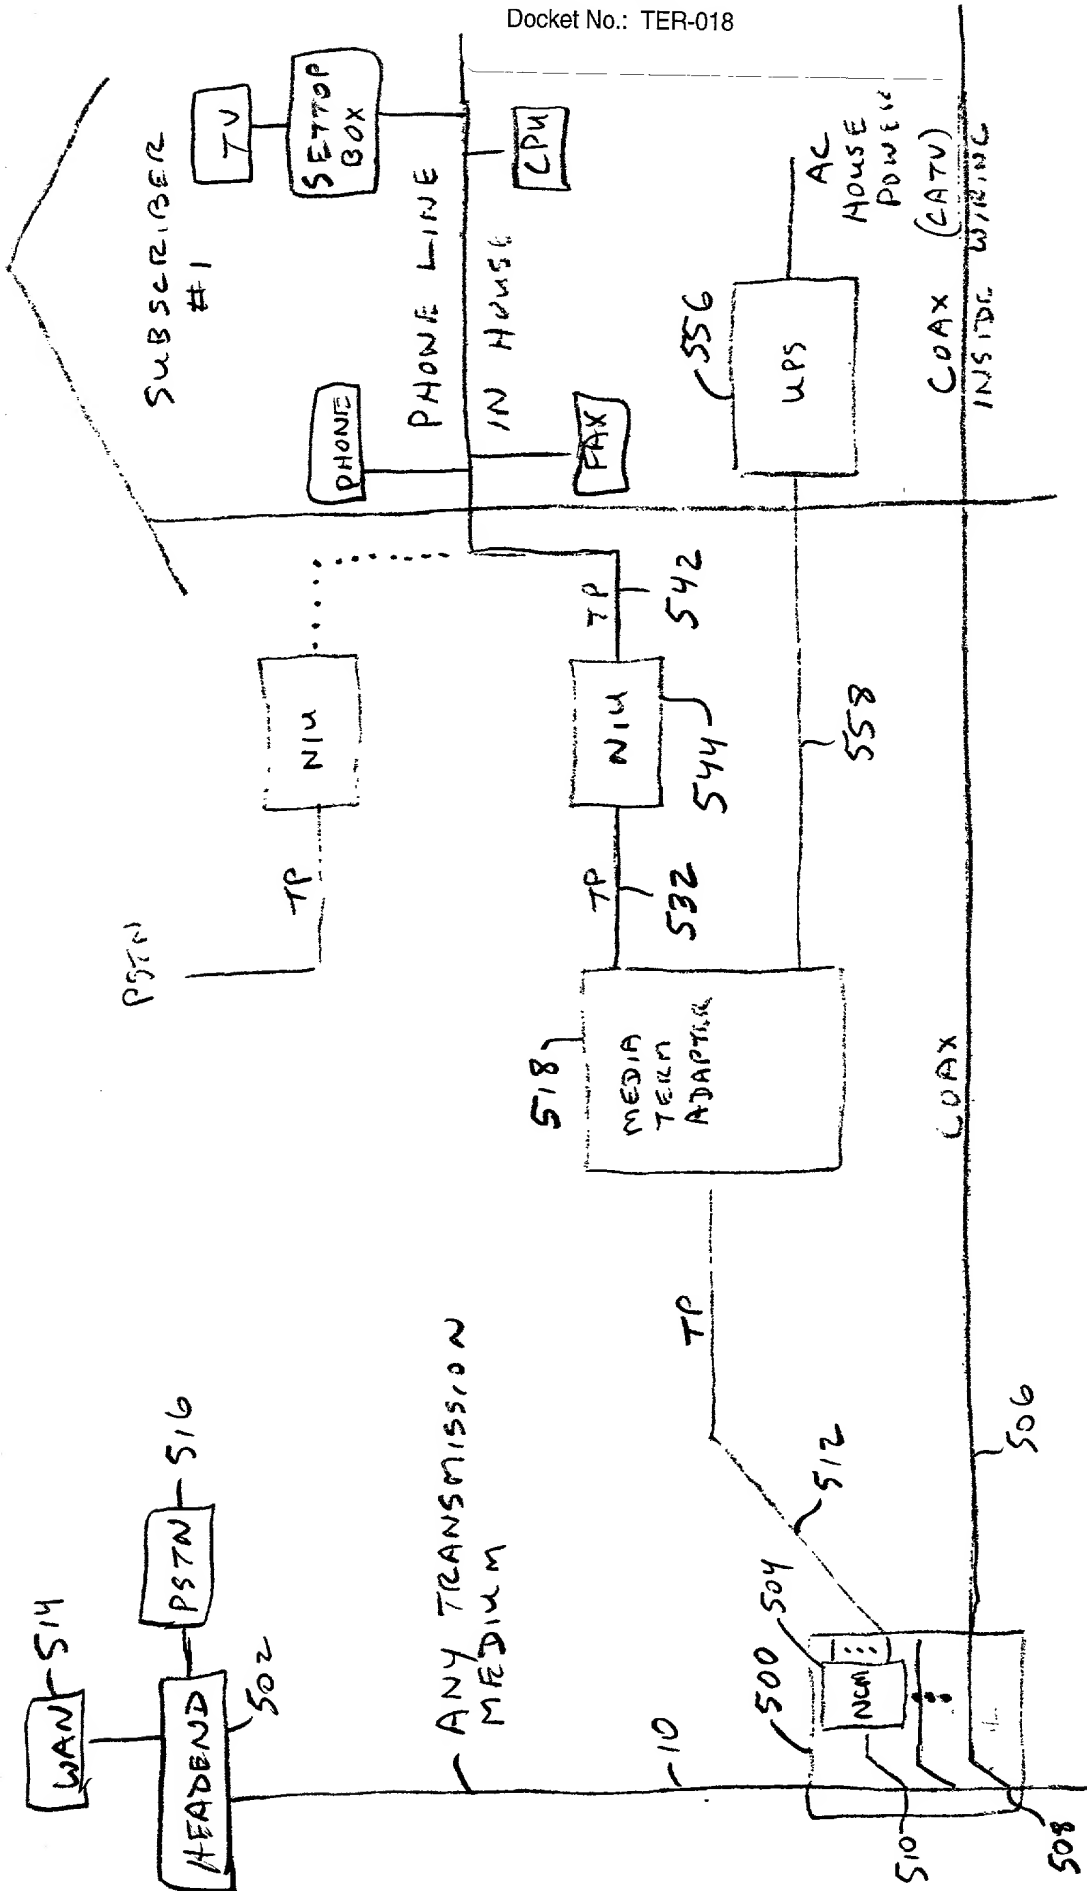 Docket No.: TER-018
SUBSCRIBER
#1
TV
SETTOP
BOX
PHONE LINE
IN HOUSE
CPU
PHONE
FAX
AC
HOUSE
POWER
(CATV)
COAX
INSIDE WIRING
UPS
556
PSTN
TP
NIU
TP
542
NIU
544
TP
532
558
518
MEDIA
TERM
ADAPTER
COAX
TP
512
506
WAN
514
PSTN
516
HEADEND
502
ANY TRANSMISSION
MEDIUM
10
500
504
NCM
510
508